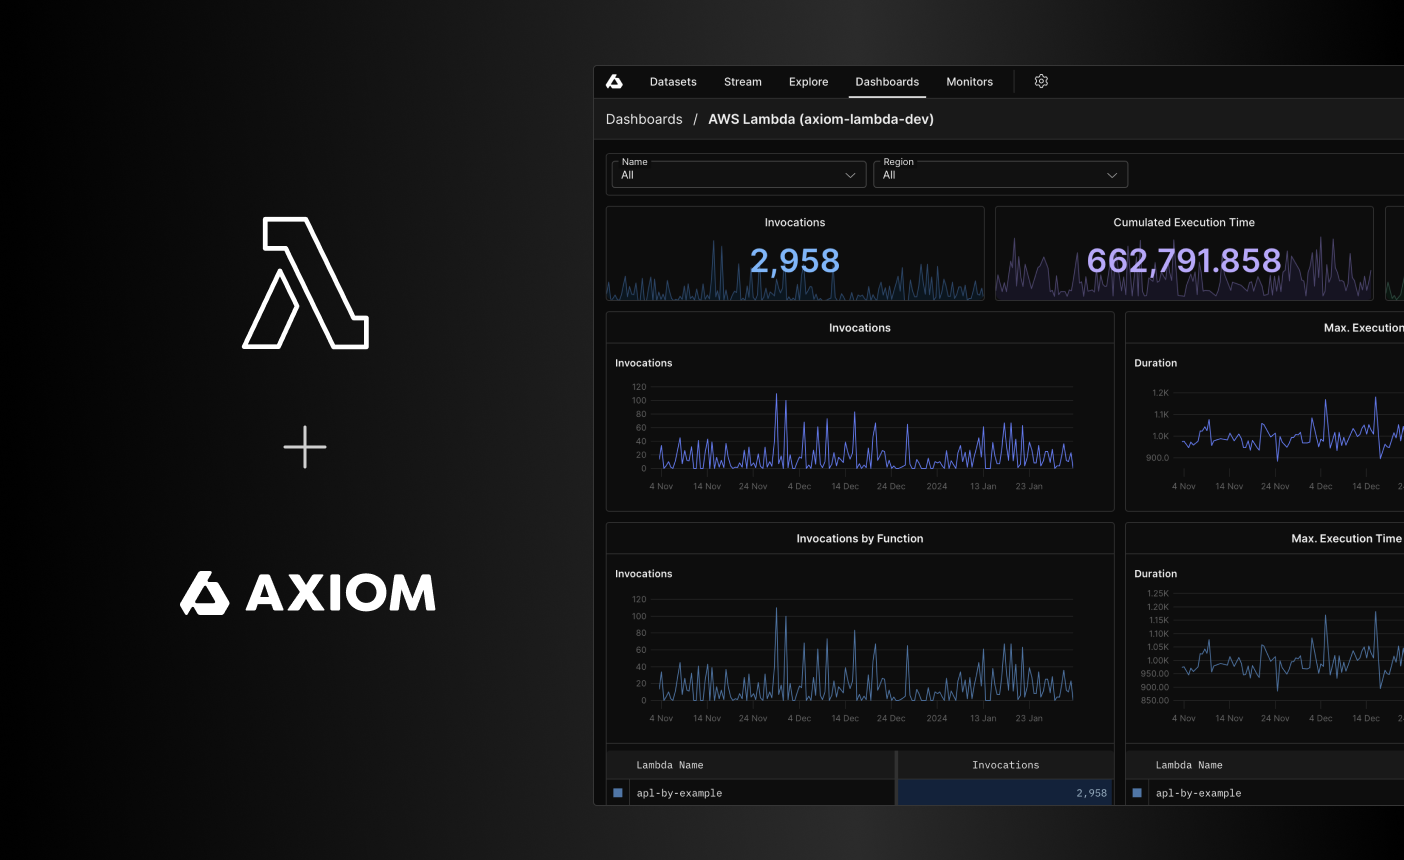 AXIOM
Datasets Stream Explore Dashboards Monitors
Dashboards / AWS Lambda (axiom-lambda-dev)
Name
All
Region
All
Invocations
2,958
Cumulated Execution Time
662,791.858
Invocations
Invocations
120
100
80
60
40
20
0
4 Nov 14 Nov 24 Nov 4 Dec 14 Dec 24 Dec 2024 13 Jan 23 Jan
Max. Execution
Duration
1.2K
1.1K
1.0K
900.0
4 Nov 14 Nov 24 Nov 4 Dec 14 Dec 2
Invocations by Function
Invocations
120
100
80
60
40
20
0
4 Nov 14 Nov 24 Nov 4 Dec 14 Dec 24 Dec 2024 13 Jan 23 Jan
Lambda Name Invocations
apl-by-example 2,958
Max. Execution Time
Duration
1.25K
1.20K
1.15K
1.10K
1.05K
1.00K
950.00
900.00
850.00
4 Nov 14 Nov 24 Nov 4 Dec 14 Dec 2
Lambda Name
apl-by-example